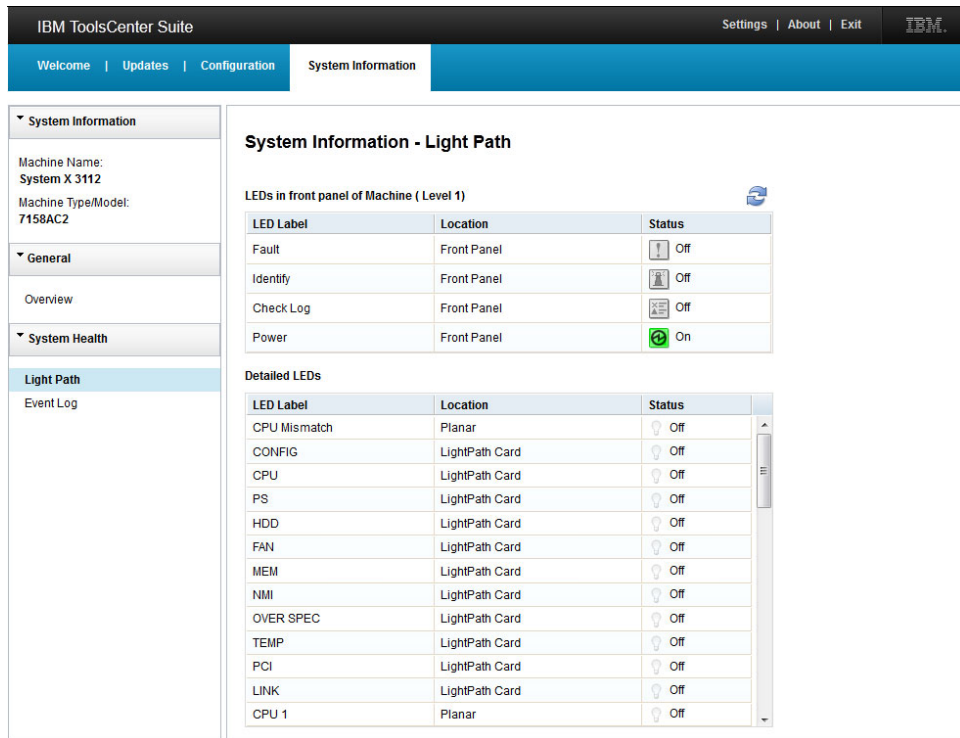 IBM ToolsCenter Suite
Settings | About | Exit
IBM.
Welcome | Updates | Configuration
System Information
System Information
Machine Name:
System X 3112
Machine Type/Model:
7158AC2
General
Overview
System Health
Light Path
Event Log
System Information - Light Path
LEDs in front panel of Machine ( Level 1)
LED Label Location Status
Fault Front Panel Off
Identify Front Panel Off
Check Log Front Panel Off
Power Front Panel On
Detailed LEDs
LED Label Location Status
CPU Mismatch Planar Off
CONFIG LightPath Card Off
CPU LightPath Card Off
PS LightPath Card Off
HDD LightPath Card Off
FAN LightPath Card Off
MEM LightPath Card Off
NMI LightPath Card Off
OVER SPEC LightPath Card Off
TEMP LightPath Card Off
PCI LightPath Card Off
LINK LightPath Card Off
CPU 1 Planar Off